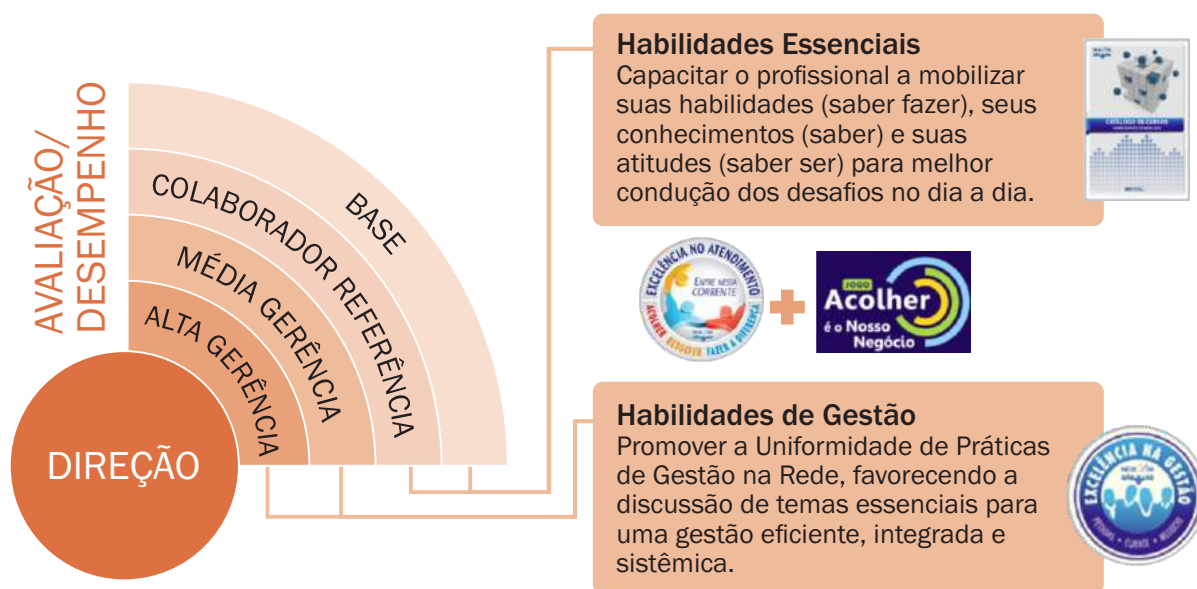 AVALIAÇÃO/
DESEMPENHO
BASE
COLABORADOR REFERÊNCIA
MÉDIA GERÊNCIA
ALTA GERÊNCIA
DIREÇÃO
Habilidades Essenciais
Capacitar o profissional a mobilizar
suas habilidades (saber fazer), seus
conhecimentos (saber) e suas
atitudes (saber ser) para melhor
condução dos desafios no dia a dia.
CATÁLOGO DE CURSOS
EXCELÊNCIA NO ATENDIMENTO
ENTRE NESSA
CORRENTE
ACOLHER RESOLVER FAZER A DIFERENÇA
JOGO
Acolher
é o Nosso
Negócio
Habilidades de Gestão
Promover a Uniformidade de Práticas
de Gestão na Rede, favorecendo a
discussão de temas essenciais para
uma gestão eficiente, integrada e
sistêmica.
EXCELÊNCIA NA GESTÃO
PESSOAS • CLIENTE • NEGÓCIO